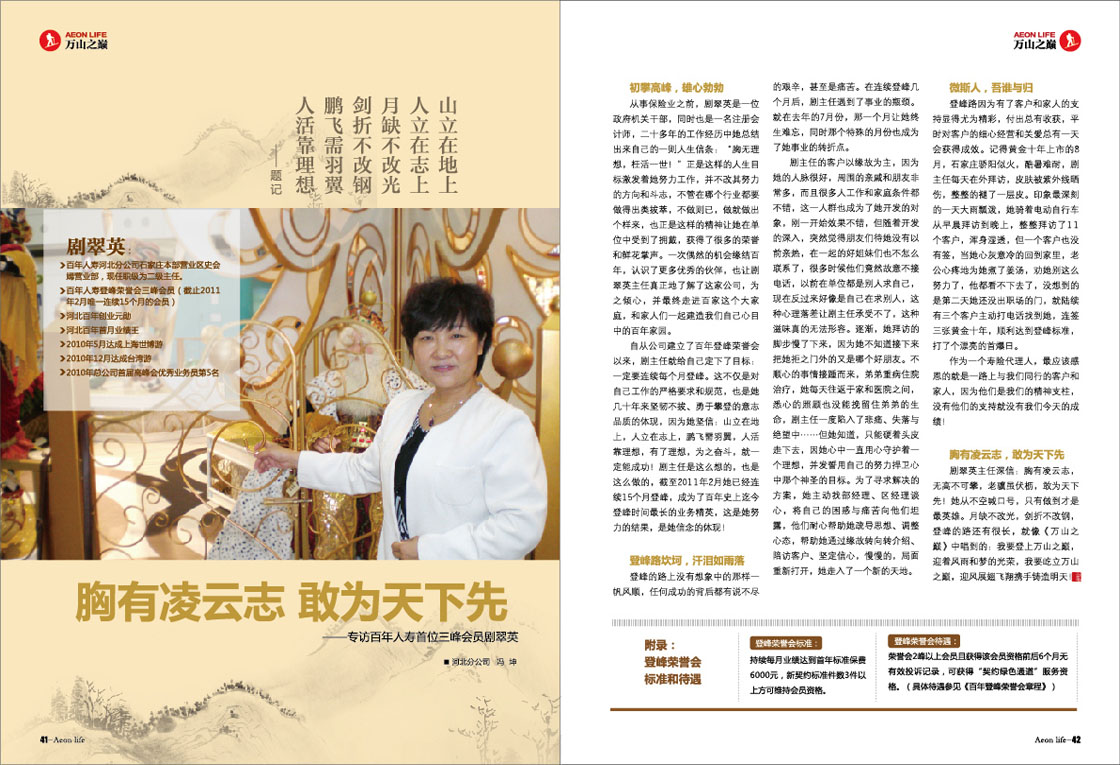 AEON LIFE
万山之巅
山立在地上
人立在志上
月缺不改光
剑折不改钢
鹏飞需羽翼
人活靠理想
——题记
剧翠英：
百年人寿河北分公司石家庄本部营业区史会
娜营业部，现任职级为二级主任。
百年人寿登峰荣誉会三峰会员（截止2011
年2月唯一连续15个月的会员）
河北百年创业元勋
河北百年首月业绩王
2010年5月达成上海世博游
2010年12月达成台湾游
2010年总公司首届高峰会优秀业务员第5名
胸有凌云志 敢为天下先
——专访百年人寿首位三峰会员剧翠英
■ 河北分公司 冯 坤
41-Aeon life
AEON LIFE
万山之巅
初攀高峰，雄心勃勃
从事保险业之前，剧翠英是一位
政府机关干部，同时也是一名注册会
计师，二十多年的工作经历中她总结
出来自己的一则人生信条：“胸无理
想，枉活一世！”正是这样的人生目
标激发着她努力工作，并不改其努力
的方向和斗志，不管在哪个行业都要
做得出类拔萃，不做则已，做就做出
个样来，也正是这样的精神让她在单
位中受到了拥戴，获得了很多的荣誉
和鲜花掌声。一次偶然的机会缘结百
年，认识了更多优秀的伙伴，也让剧
翠英主任真正地了解了这家公司，为
之倾心，并最终走进百家这个大家
庭，和家人们一起建造我们自己心目
中的百年家园。
自从公司建立了百年登峰荣誉会
以来，剧主任就给自己定下了目标：
一定要连续每个月登峰。这不仅是对
自己工作的严格要求和规范，也是她
几十年来坚韧不拔、勇于攀登的意志
品质的体现，因为她坚信：山立在地
上，人立在志上，鹏飞需羽翼，人活
靠理想，有了理想，为之奋斗，就一
定能成功！剧主任是这么想的，也是
这么做的，截至2011年2月她已经连
续15个月登峰，成为了百年史上迄今
登峰时间最长的业务精英，这是她努
力的结果，是她信念的体现！
登峰路坎坷，汗泪如雨落
登峰的路上没有想象中的那样一
帆风顺，任何成功的背后都有说不尽
的艰辛，甚至是痛苦。在连续登峰几
个月后，剧主任遇到了事业的瓶颈。
就在去年的7月份，那一个月让她终
生难忘，同时那个特殊的月份也成为
了她事业的转折点。
剧主任的客户以缘故为主，因为
她的人脉很好，周围的亲戚和朋友非
常多，而且很多人工作和家庭条件都
不错，这一人群也成为了她开发的对
象，刚一开始效果不错，但随着开发
的深入，突然觉得朋友们待她没有以
前亲热，在一起的好姐妹们也不怎么
联系了，很多时候他们竟然故意不接
电话，以前在单位都是别人求自己，
现在反过来好像是自己在求别人，这
种心理落差让剧主任承受不了，这种
滋味真的无法形容。逐渐，她拜访的
脚步慢了下来，因为她不知道接下来
把她拒之门外的又是哪个好朋友。不
顺心的事情接踵而来，弟弟重病住院
治疗，她每天往返于家和医院之间，
悉心的照顾也没能挽留住弟弟的生
命，剧主任一度陷入了悲痛、失落与
绝望中……但她知道，只能硬着头皮
走下去，因她心中一直用心守护着一
个理想，并发誓用自己的努力捍卫心
中那个神圣的目标。为了寻求解决的
方案，她主动找部经理、区经理谈
心，将自己的困惑与痛苦向他们坦
露，他们耐心帮助她疏导思想、调整
心态，帮助她通过缘故转向转介绍、
陪访客户、坚定信心，慢慢的，局面
重新打开，她走入了一个新的天地。
微斯人，吾谁与归
登峰路因为有了客户和家人的支
持显得尤为精彩，付出总有收获，平
时对客户的细心经营和关爱总有一天
会获得成效。记得黄金十年上市的8
月，石家庄骄阳似火，酷暑难耐，剧
主任每天在外拜访，皮肤被紫外线晒
伤，整整的褪了一层皮。印象最深刻
的一天大雨瓢泼，她骑着电动自行车
从早晨拜访到晚上，整整拜访了11
个客户，浑身湿透，但一个客户也没
有签，当她心灰意冷的回到家里，老
公心疼地为她煮了姜汤，劝她别这么
努力了，他都看不下去了，没想到的
是第二天她还没出职场的门，就陆续
有三个客户主动打电话找到她，连签
三张黄金十年，顺利达到登峰标准，
打了个漂亮的首爆日。
作为一个寿险代理人，最应该感
恩的就是一路上与我们同行的客户和
家人，因为他们是我们的精神支柱，
没有他们的支持就没有我们今天的成
绩！
胸有凌云志，敢为天下先
剧翠英主任深信：胸有凌云志，
无高不可攀，老骥虽伏枥，敢为天下
先！她从不空喊口号，只有做到才是
最英雄。月缺不改光，剑折不改钢，
登峰的路还有很长，就像《万山之
巅》中唱到的：我要登上万山之巅，
迎着风雨和梦的光荣，我要屹立万山
之巅，迎风展翅飞翔携手铸造明天！
附录：
登峰荣誉会
标准和待遇
登峰荣誉会标准：
持续每月业绩达到首年标准保费
6000元，新契约标准件数3件以
上方可维持会员资格。
登峰荣誉会待遇：
荣誉会2峰以上会员且获得该会员资格前后6个月无
有效投诉记录，可获得“契约绿色通道”服务资
格。（具体待遇参见《百年登峰荣誉会章程》）
Aeon life-42